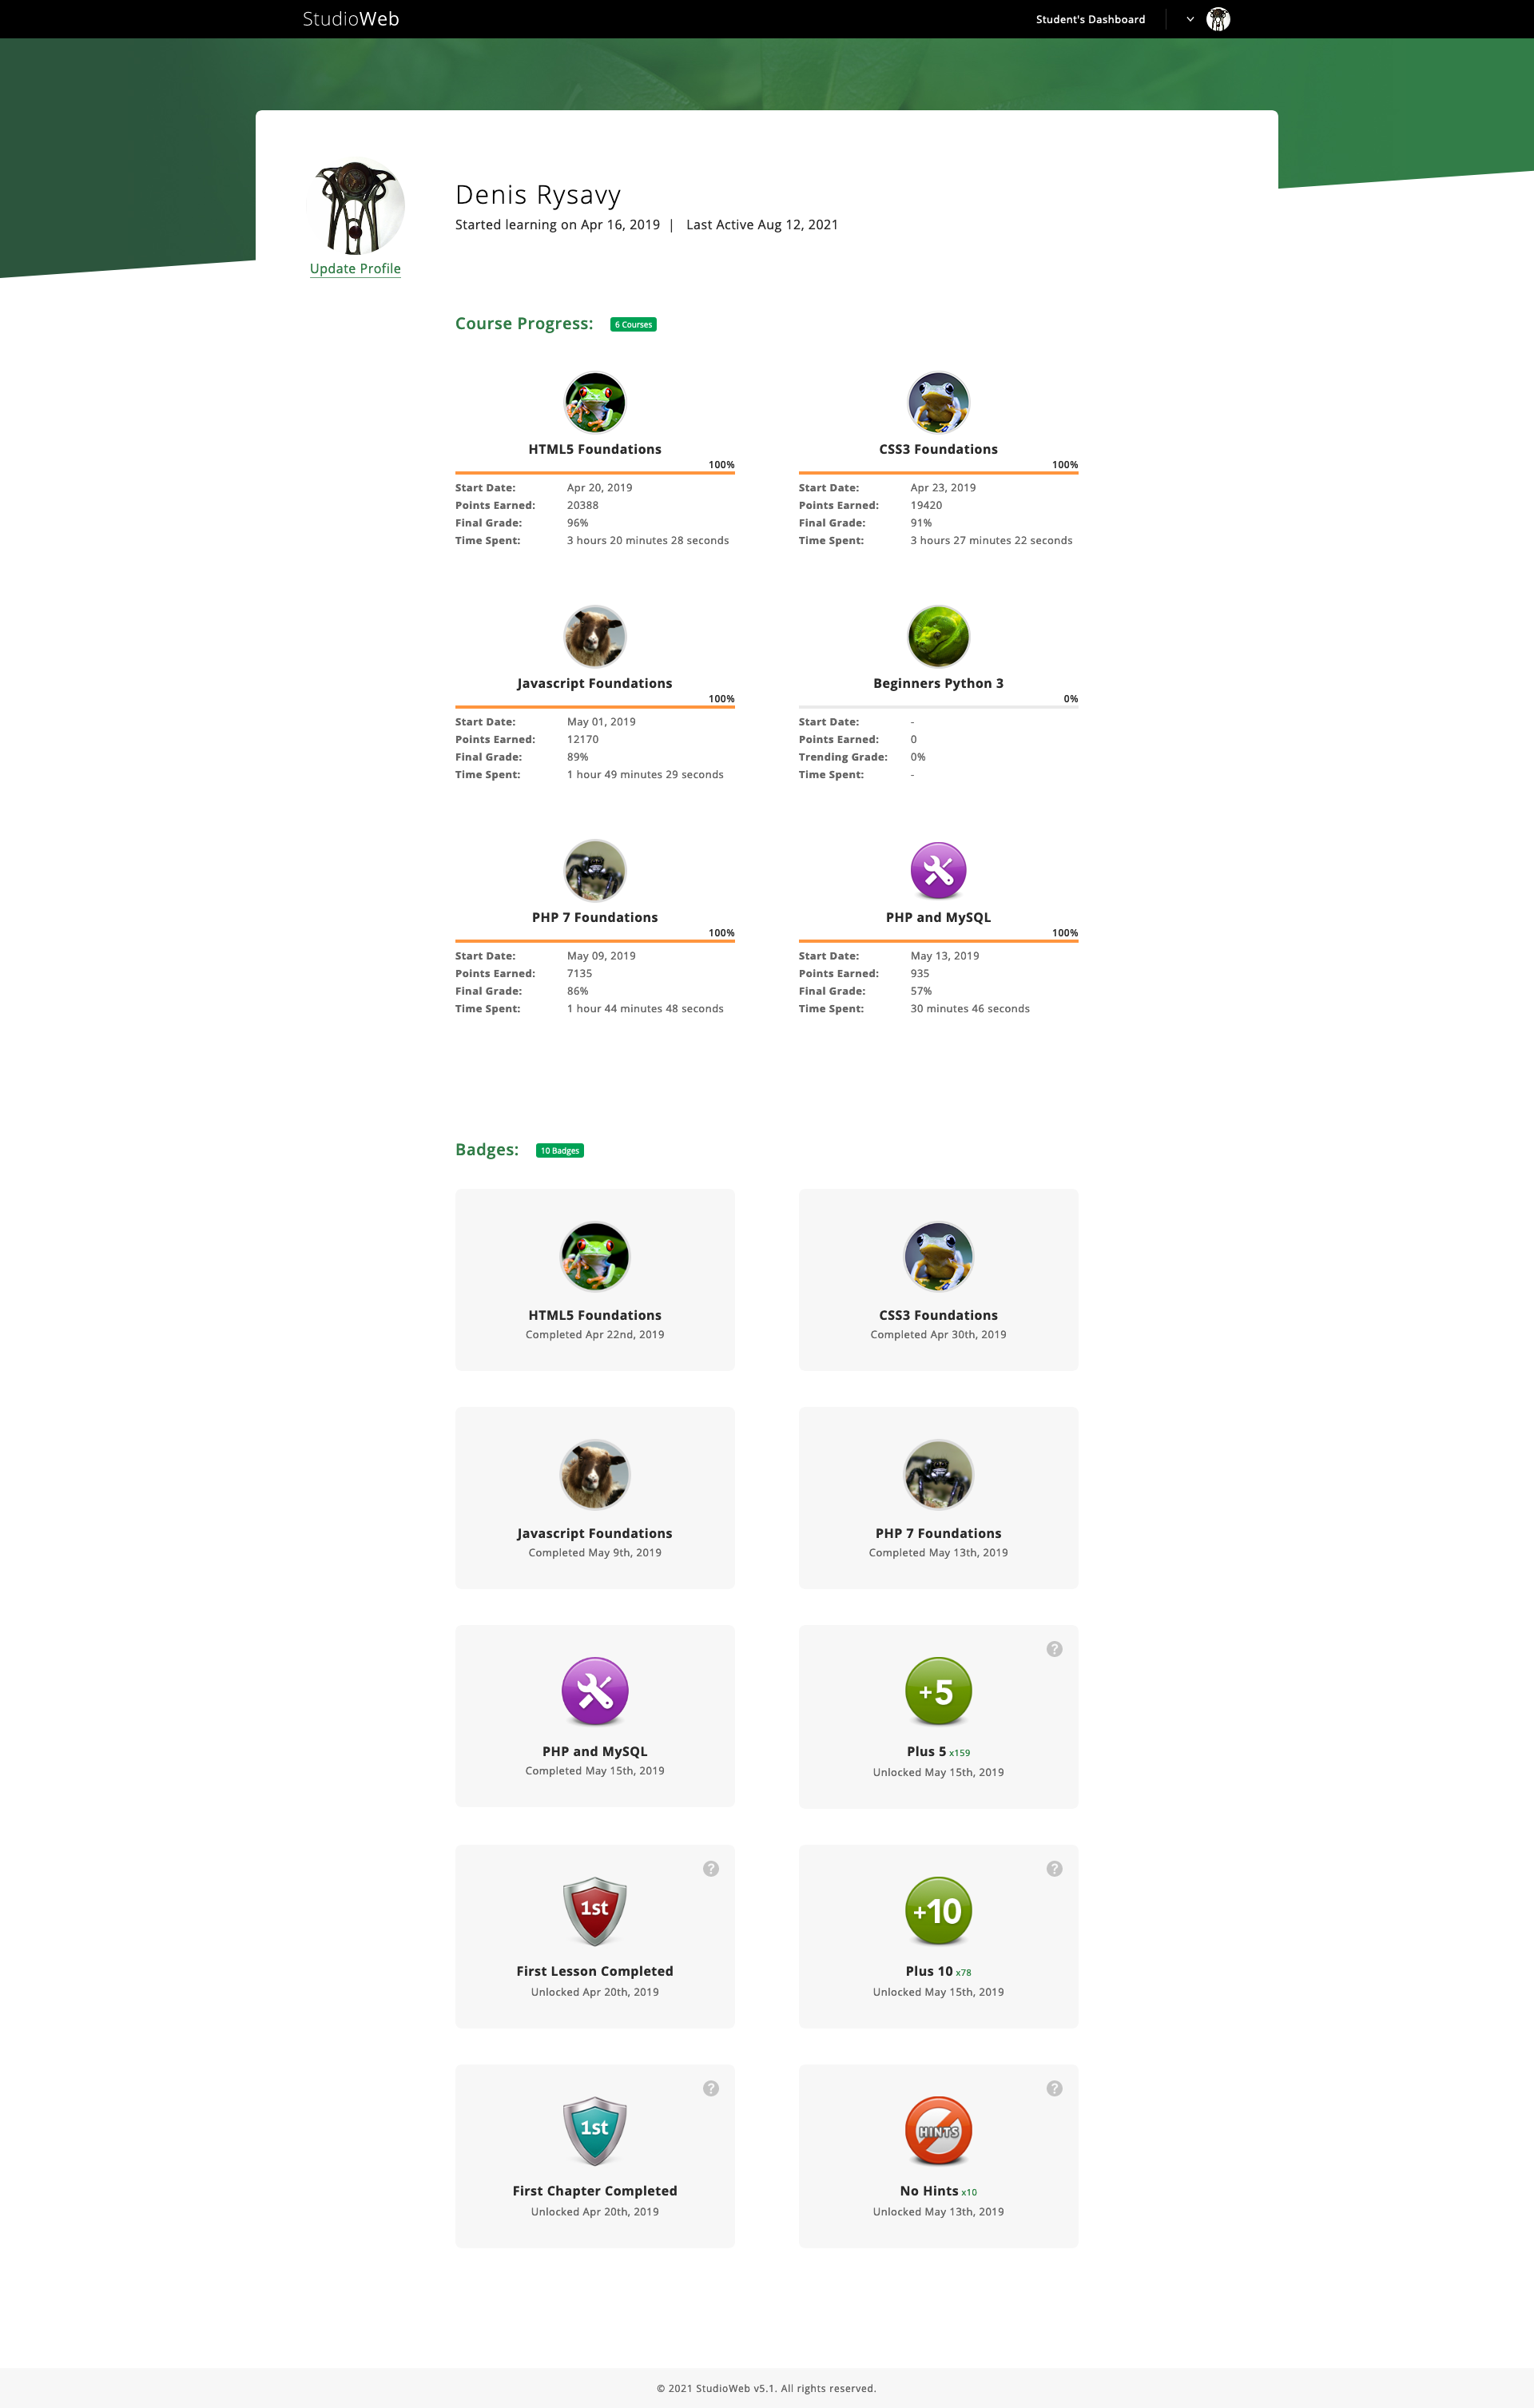 StudioWeb
Student's Dashboard
Denis Rysavy
Started learning on Apr 16, 2019 | Last Active Aug 12, 2021
Update Profile
Course Progress: 6 Courses
HTML5 Foundations
100%
Start Date: Apr 20, 2019
Points Earned: 20388
Final Grade: 96%
Time Spent: 3 hours 20 minutes 28 seconds
CSS3 Foundations
100%
Start Date: Apr 23, 2019
Points Earned: 19420
Final Grade: 91%
Time Spent: 3 hours 27 minutes 22 seconds
Javascript Foundations
100%
Start Date: May 01, 2019
Points Earned: 12170
Final Grade: 89%
Time Spent: 1 hour 49 minutes 29 seconds
Beginners Python 3
0%
Start Date: -
Points Earned: 0
Trending Grade: 0%
Time Spent: -
PHP 7 Foundations
100%
Start Date: May 09, 2019
Points Earned: 7135
Final Grade: 86%
Time Spent: 1 hour 44 minutes 48 seconds
PHP and MySQL
100%
Start Date: May 13, 2019
Points Earned: 935
Final Grade: 57%
Time Spent: 30 minutes 46 seconds
Badges: 10 Badges
HTML5 Foundations
Completed Apr 22nd, 2019
CSS3 Foundations
Completed Apr 30th, 2019
Javascript Foundations
Completed May 9th, 2019
PHP 7 Foundations
Completed May 13th, 2019
PHP and MySQL
Completed May 15th, 2019
?
+5
Plus 5 x159
Unlocked May 15th, 2019
?
1st
First Lesson Completed
Unlocked Apr 20th, 2019
?
+10
Plus 10 x78
Unlocked May 15th, 2019
?
1st
First Chapter Completed
Unlocked Apr 20th, 2019
?
HINTS
No Hints x10
Unlocked May 13th, 2019
© 2021 StudioWeb v5.1. All rights reserved.